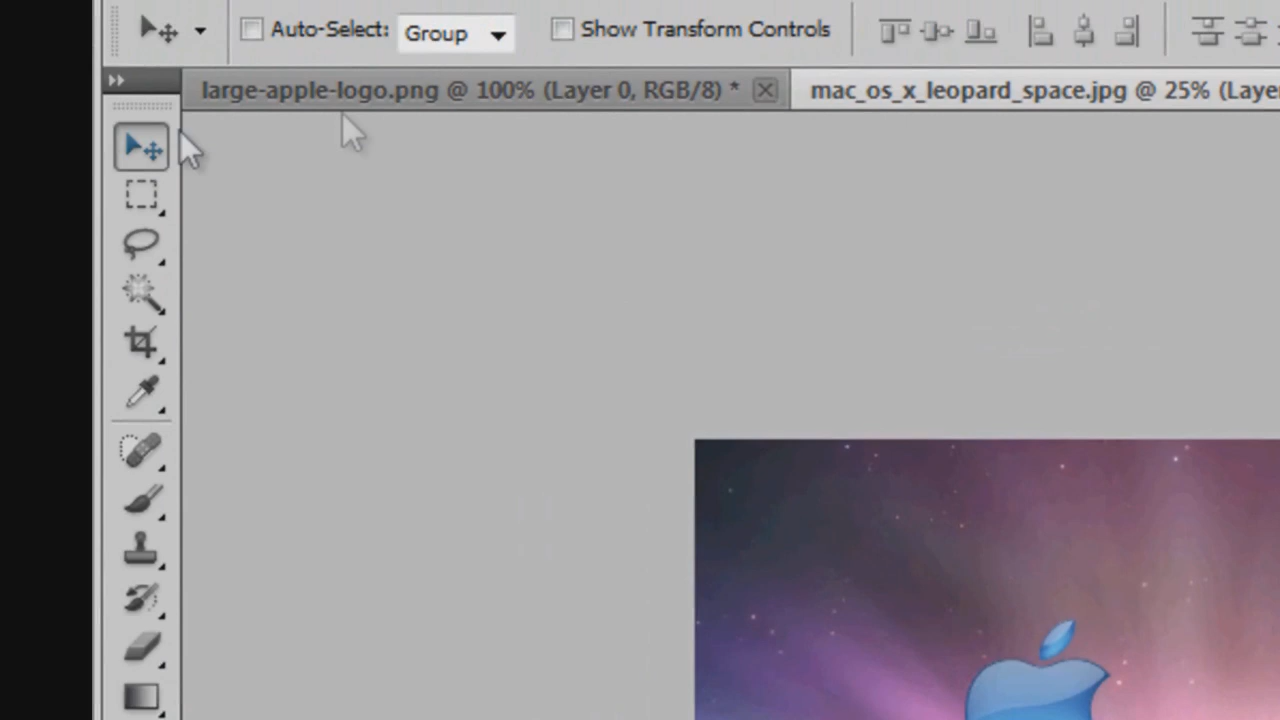 Auto-Select: Group Show Transform Controls
large-apple-logo.png @ 100% (Layer 0, RGB/8) * mac_os_x_leopard_space.jpg @ 25% (Laye